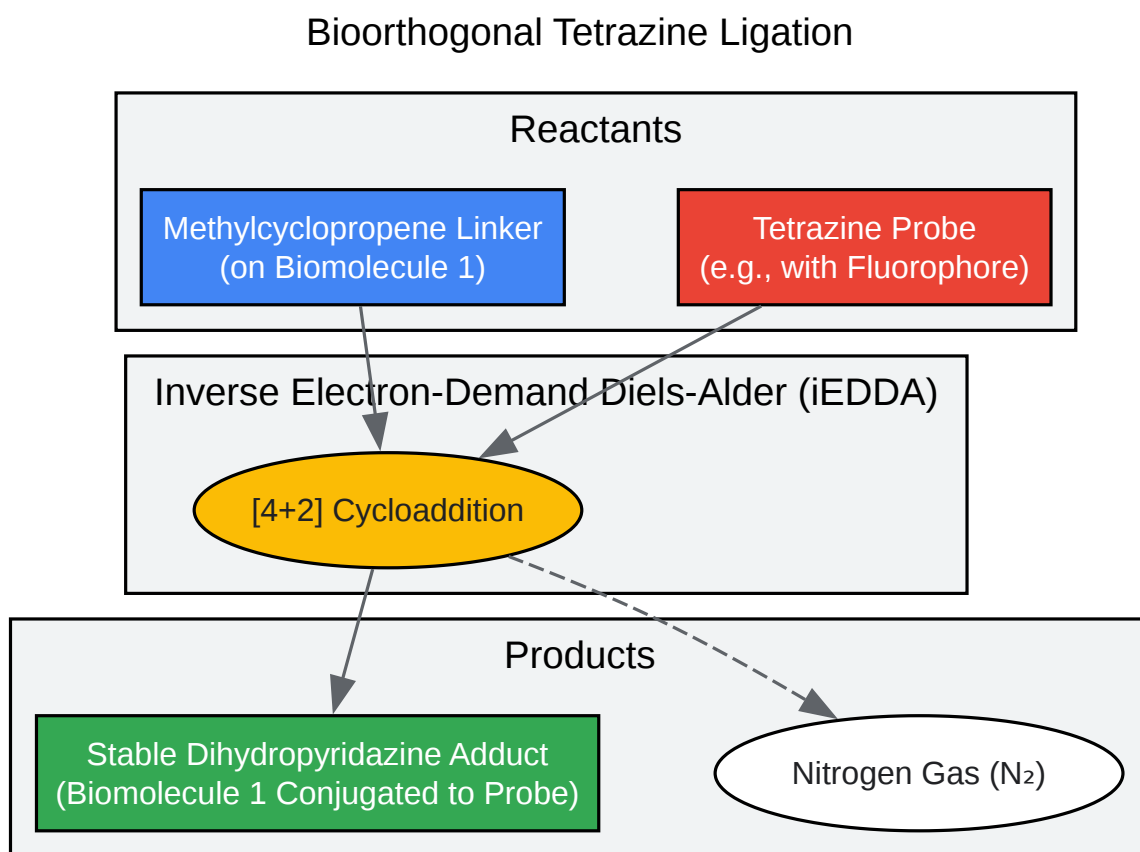 Bioorthogonal Tetrazine Ligation
Reactants
Methylcyclopropene Linker
(on Biomolecule 1)
Tetrazine Probe
(e.g., with Fluorophore)
Inverse Electron-Demand Diels-Alder (iEDDA)
[4+2] Cycloaddition
Products
Stable Dihydropyridazine Adduct
(Biomolecule 1 Conjugated to Probe)
Nitrogen Gas (N₂)